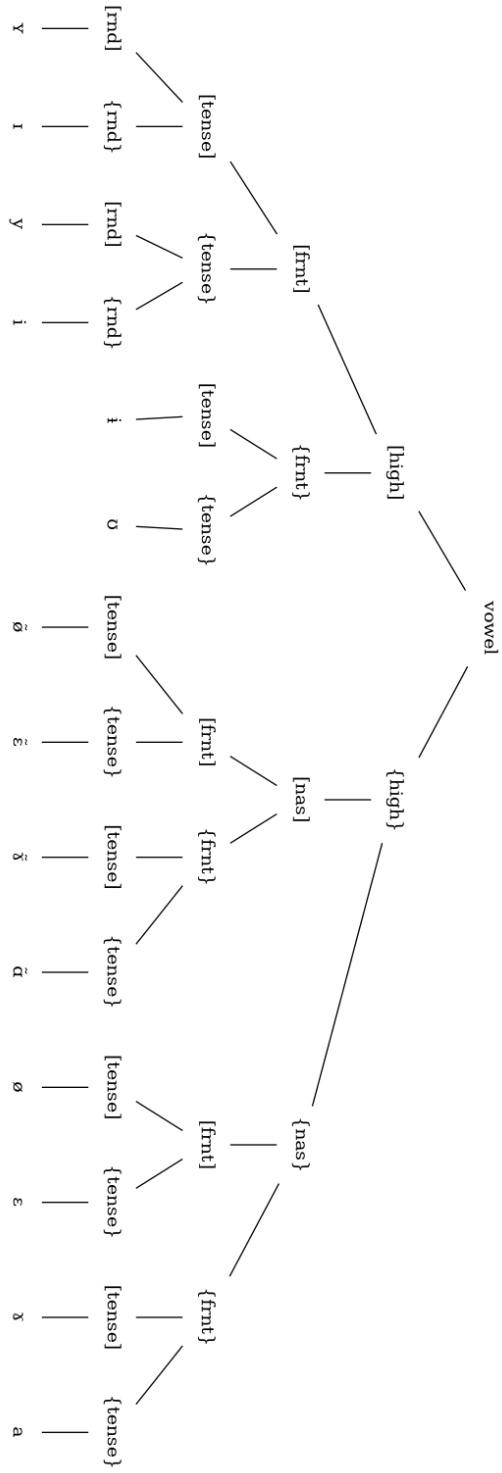 vowel
[high] {high}
[frnt] {frnt} [nas] {nas}
[tense] {tense} [tense] {tense} [frnt] {frnt} [frnt] {frnt}
[rnd] {rnd} [rnd] {rnd} ɨ ʊ [tense] {tense} [tense] {tense} [tense] {tense} [tense] {tense}
ʏ ɪ y i ø̃ ɛ̃ ɤ̃ ɑ̃ ø ɛ ɤ a